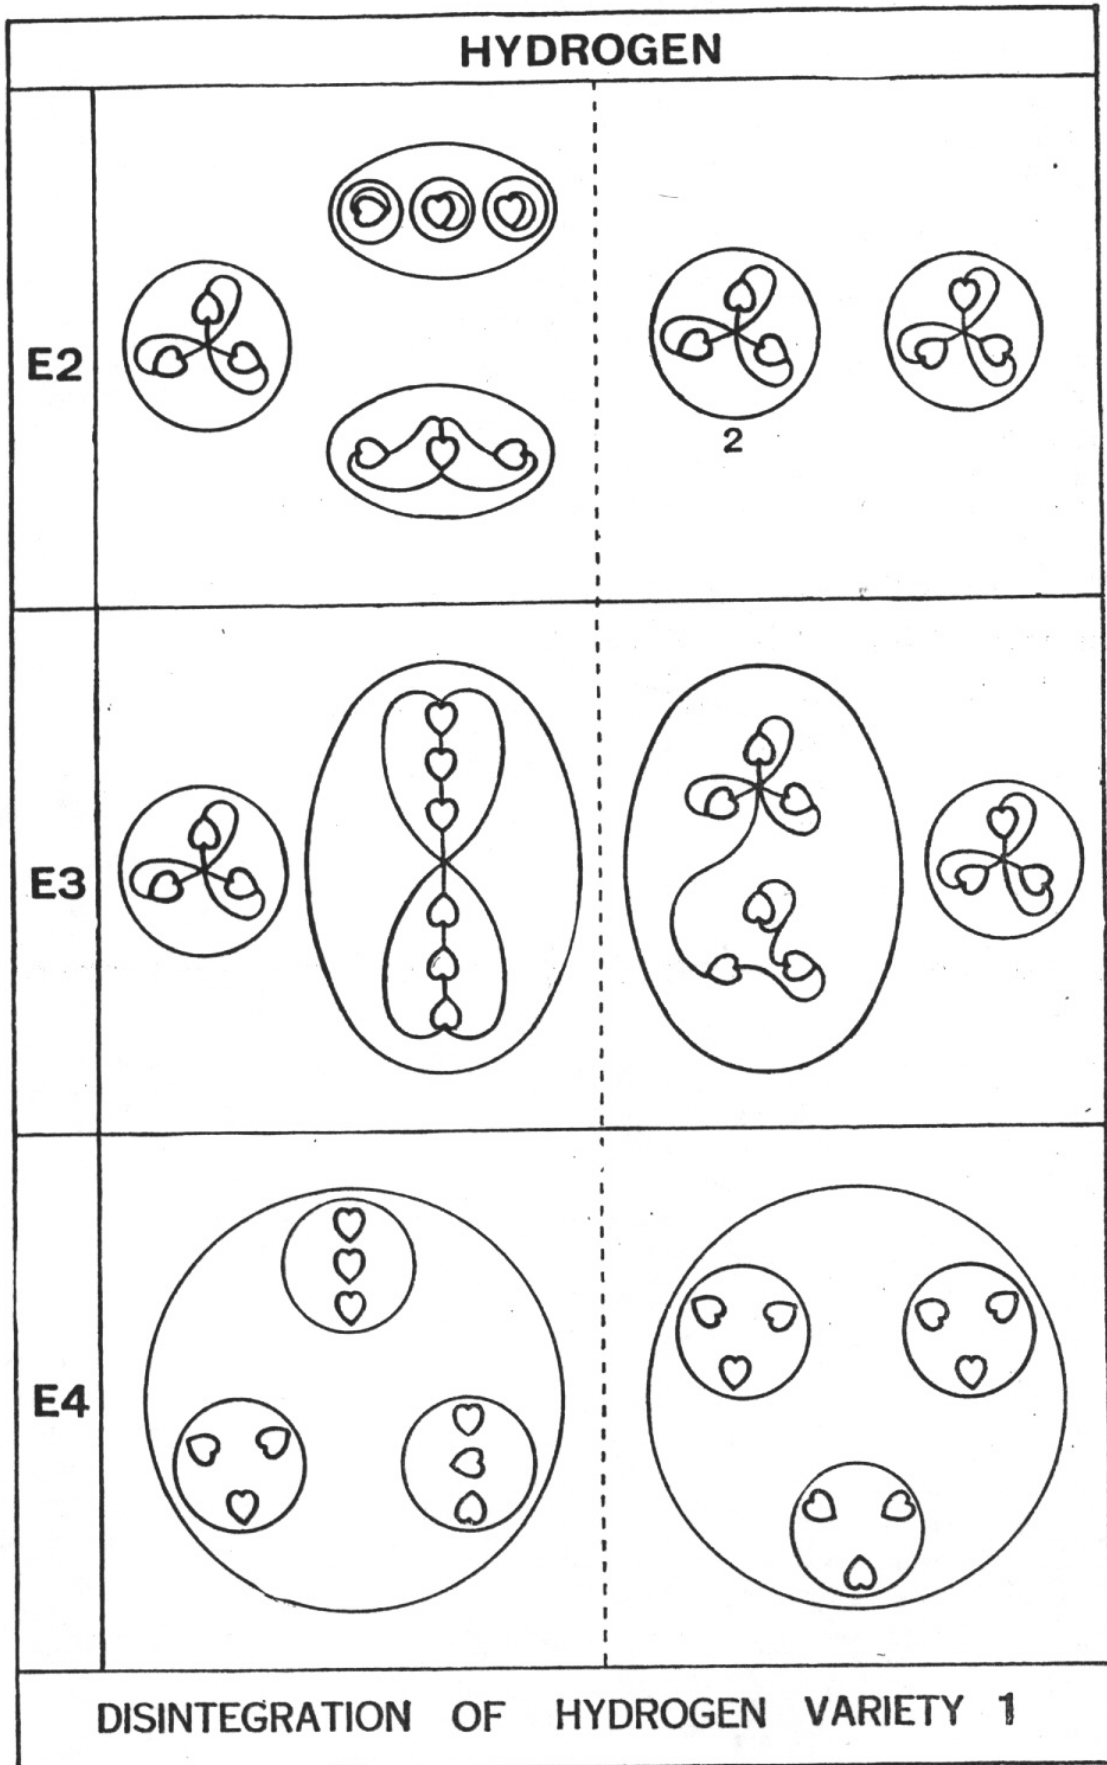 HYDROGEN
E2
2
E3
E4
DISINTEGRATION OF HYDROGEN VARIETY 1